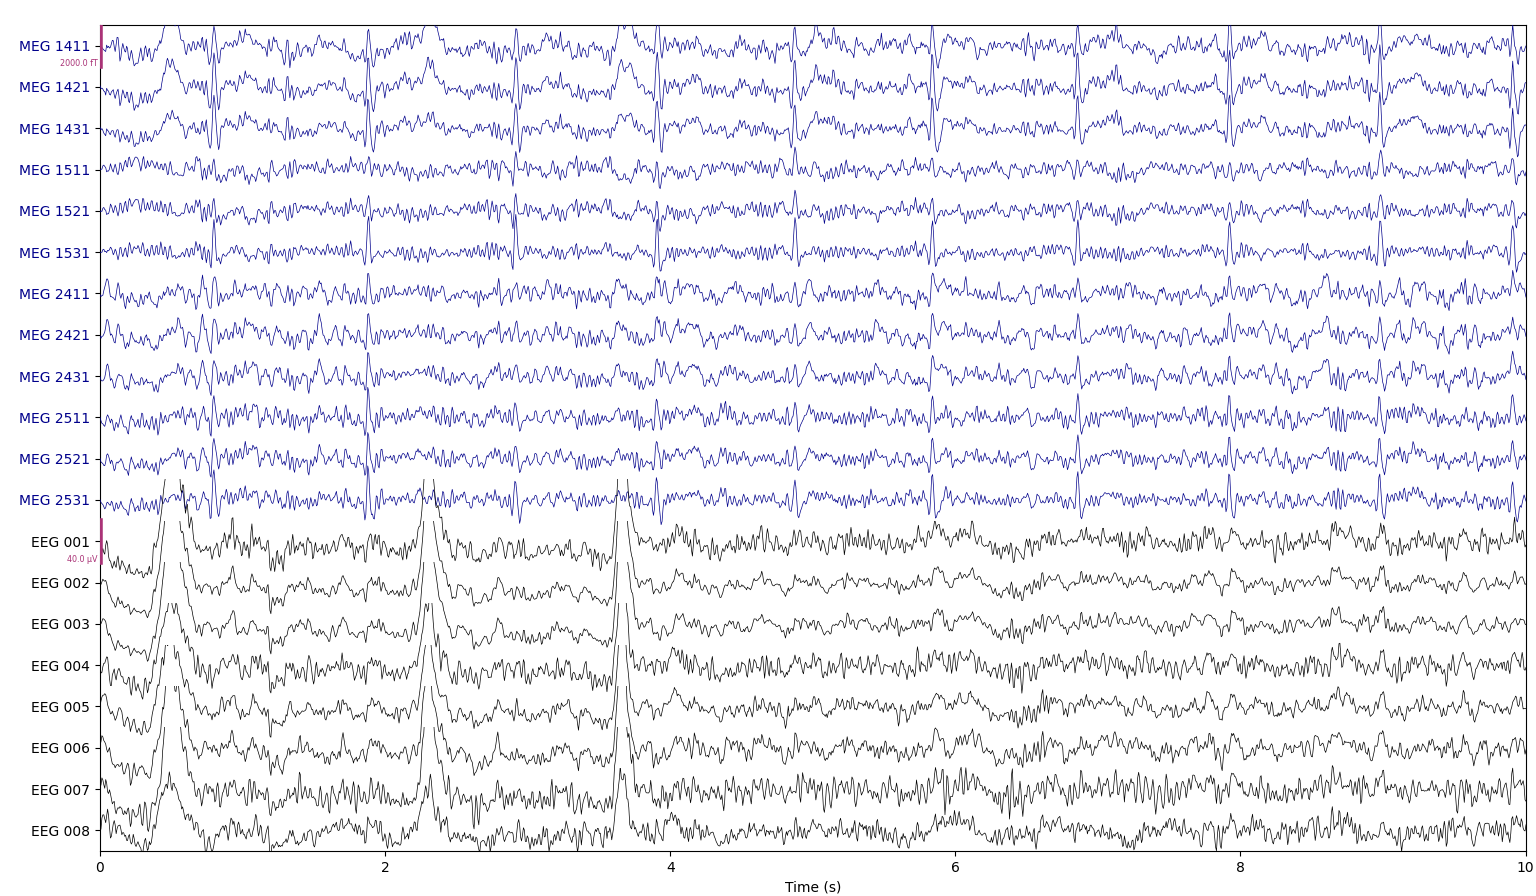 MEG 1411
2000.0 fT
MEG 1421
MEG 1431
MEG 1511
MEG 1521
MEG 1531
MEG 2411
MEG 2421
MEG 2431
MEG 2511
MEG 2521
MEG 2531
EEG 001
40.0 µV
EEG 002
EEG 003
EEG 004
EEG 005
EEG 006
EEG 007
EEG 008
0 2 4 6 8 10
Time (s)